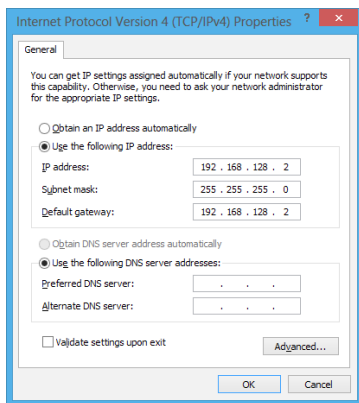 Internet Protocol Version 4 (TCP/IPv4) Properties ? ×
General
You can get IP settings assigned automatically if your network supports
this capability. Otherwise, you need to ask your network administrator
for the appropriate IP settings.
Obtain an IP address automatically
Use the following IP address:
IP address: 192 . 168 . 128 . 2
Subnet mask: 255 . 255 . 255 . 0
Default gateway: 192 . 168 . 128 . 2
Obtain DNS server address automatically
Use the following DNS server addresses:
Preferred DNS server: . . .
Alternate DNS server: . . .
Validate settings upon exit
Advanced...
OK Cancel